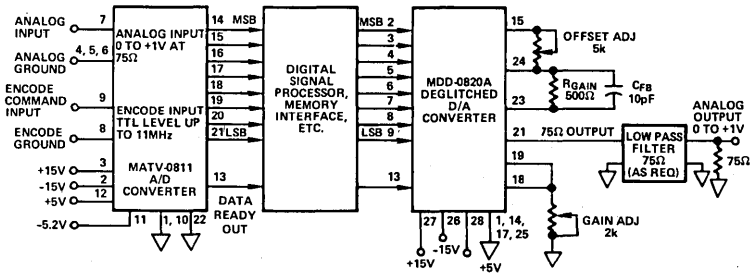 ANALOG INPUT
7
ANALOG GROUND
4, 5, 6
ENCODE COMMAND INPUT
9
ENCODE GROUND
8
+15V
3
-15V
2
+5V
12
-5.2V
11
1, 10
22
ANALOG INPUT
0 TO +1V AT
75Ω
ENCODE INPUT
TTL LEVEL UP
TO 11MHz
MATV-0811
A/D
CONVERTER
14 MSB
15
16
17
18
19
20
21 LSB
13
DATA
READY
OUT
DIGITAL
SIGNAL
PROCESSOR,
MEMORY
INTERFACE,
ETC.
MSB 2
3
4
5
6
7
8
LSB 9
13
MDD-0820A
DEGLITCHED
D/A
CONVERTER
27
+15V
26
-15V
28
+5V
1, 14,
17, 25
15
OFFSET ADJ
5k
24
RGAIN
500Ω
CFB
10pF
23
21
75Ω OUTPUT
LOW PASS
FILTER
75Ω
(AS REQ)
ANALOG
OUTPUT
0 TO +1V
75Ω
19
18
GAIN ADJ
2k